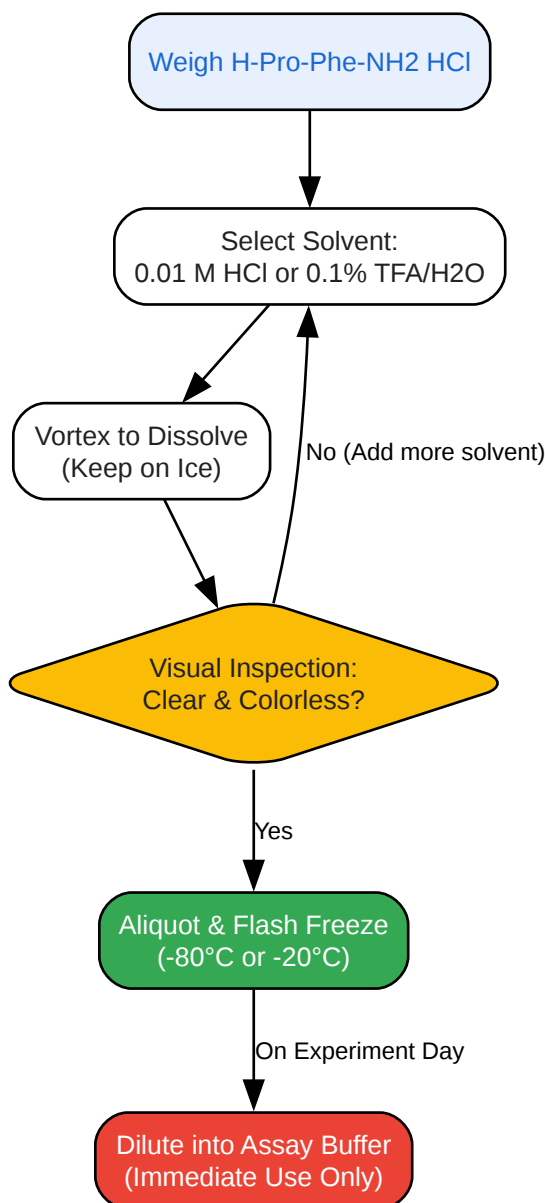 Weigh H-Pro-Phe-NH2 HCl
Select Solvent:
0.01 M HCl or 0.1% TFA/H2O
Vortex to Dissolve
(Keep on Ice)
No (Add more solvent)
Visual Inspection:
Clear & Colorless?
Yes
Aliquot & Flash Freeze
(-80°C or -20°C)
On Experiment Day
Dilute into Assay Buffer
(Immediate Use Only)